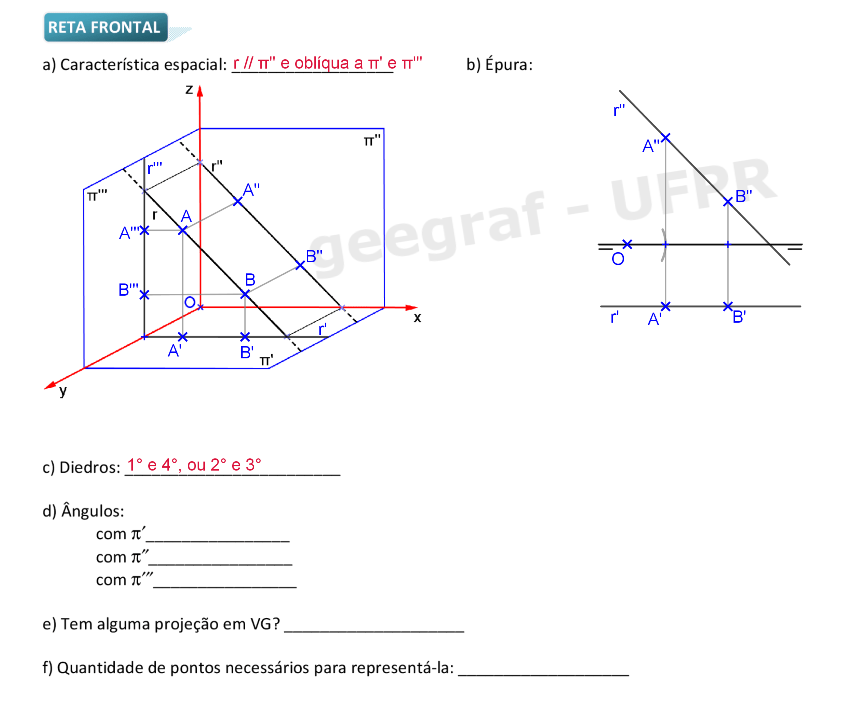 RETA FRONTAL
a) Característica espacial: r // π" e oblíqua a π' e π'''
b) Épura:
z
r'''
r"
π"
π'''
A"
r
A
A'''
B"
B
B'''
O
x
r'
A'
B'
π'
y
r"
A"
B"
O
r'
A'
B'
geegraf - UFPR
c) Diedros: 1° e 4°, ou 2° e 3°
d) Ângulos:
com π′________________
com π″________________
com π‴________________
e) Tem alguma projeção em VG? ____________________
f) Quantidade de pontos necessários para representá-la: ___________________